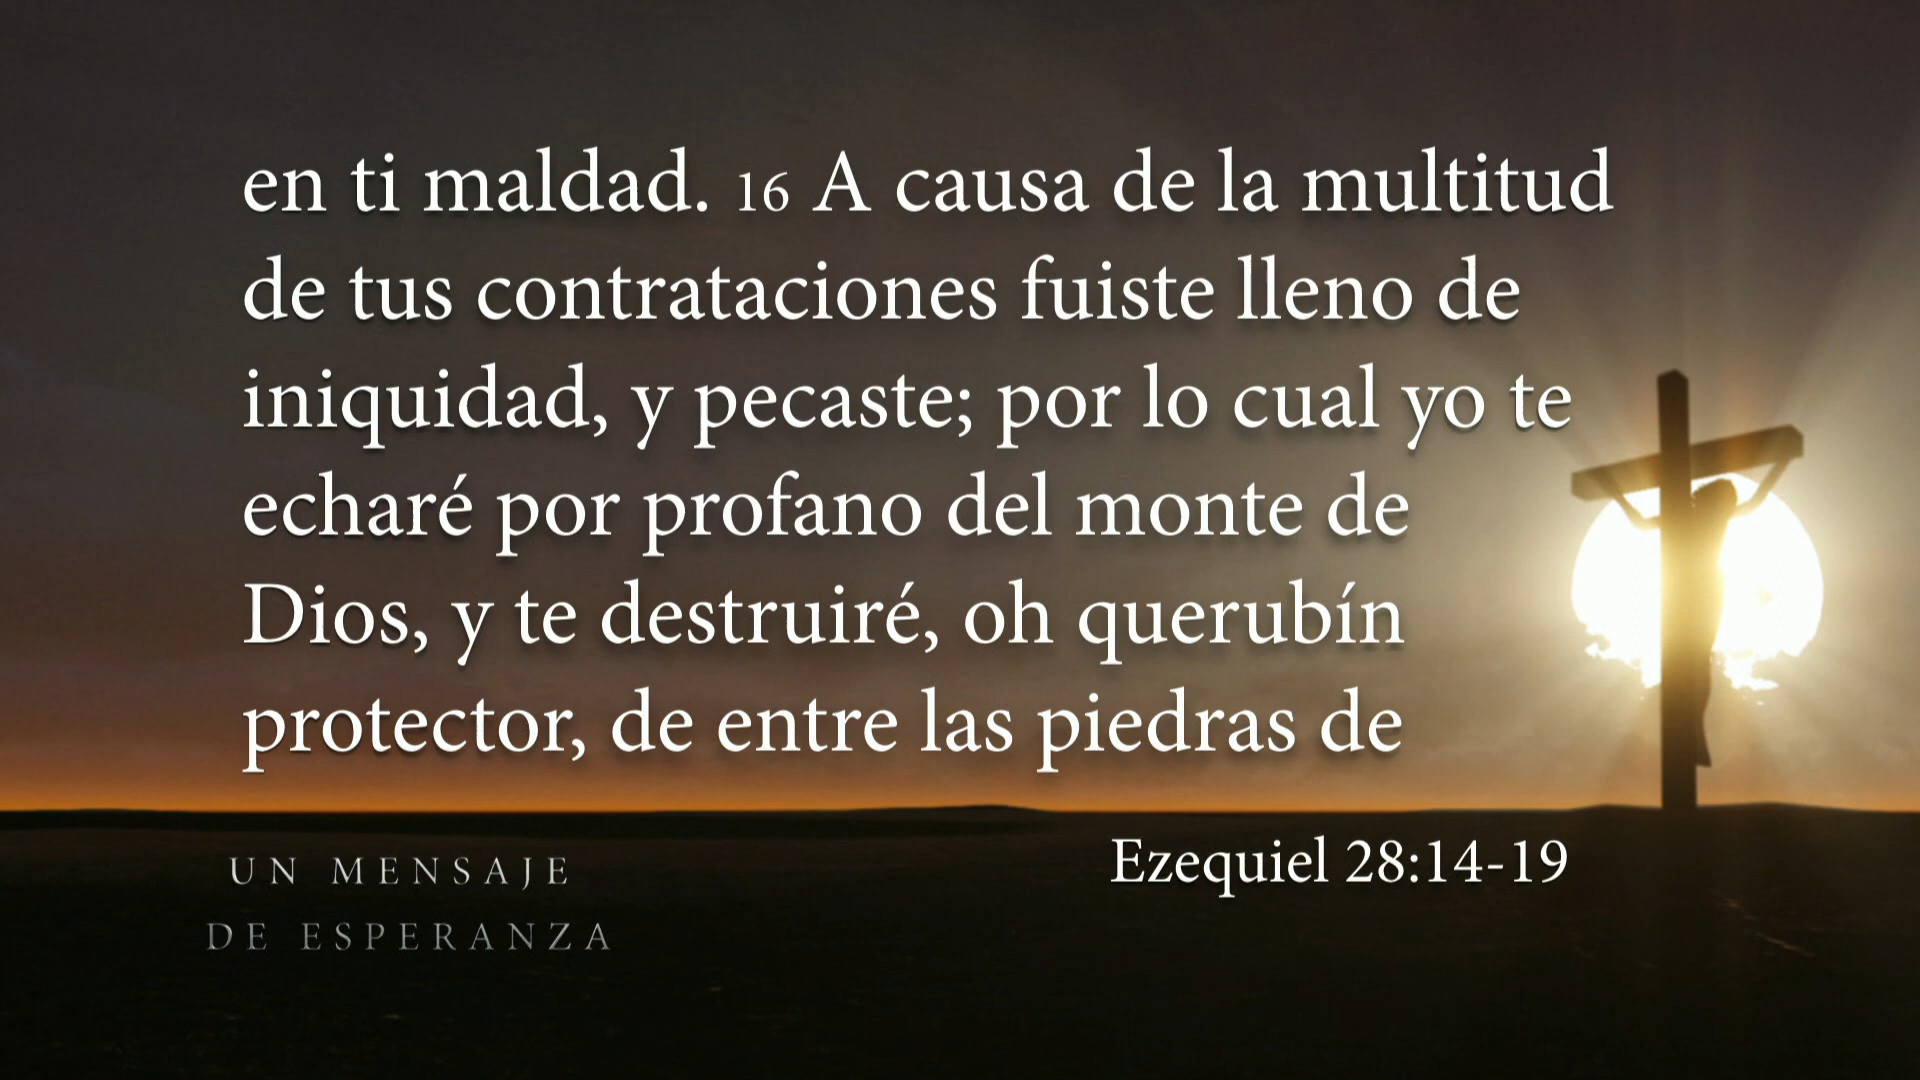 en ti maldad. 16 A causa de la multitud
de tus contrataciones fuiste lleno de
iniquidad, y pecaste; por lo cual yo te
echaré por profano del monte de
Dios, y te destruiré, oh querubín
protector, de entre las piedras de
Ezequiel 28:14-19
UN MENSAJE
DE ESPERANZA